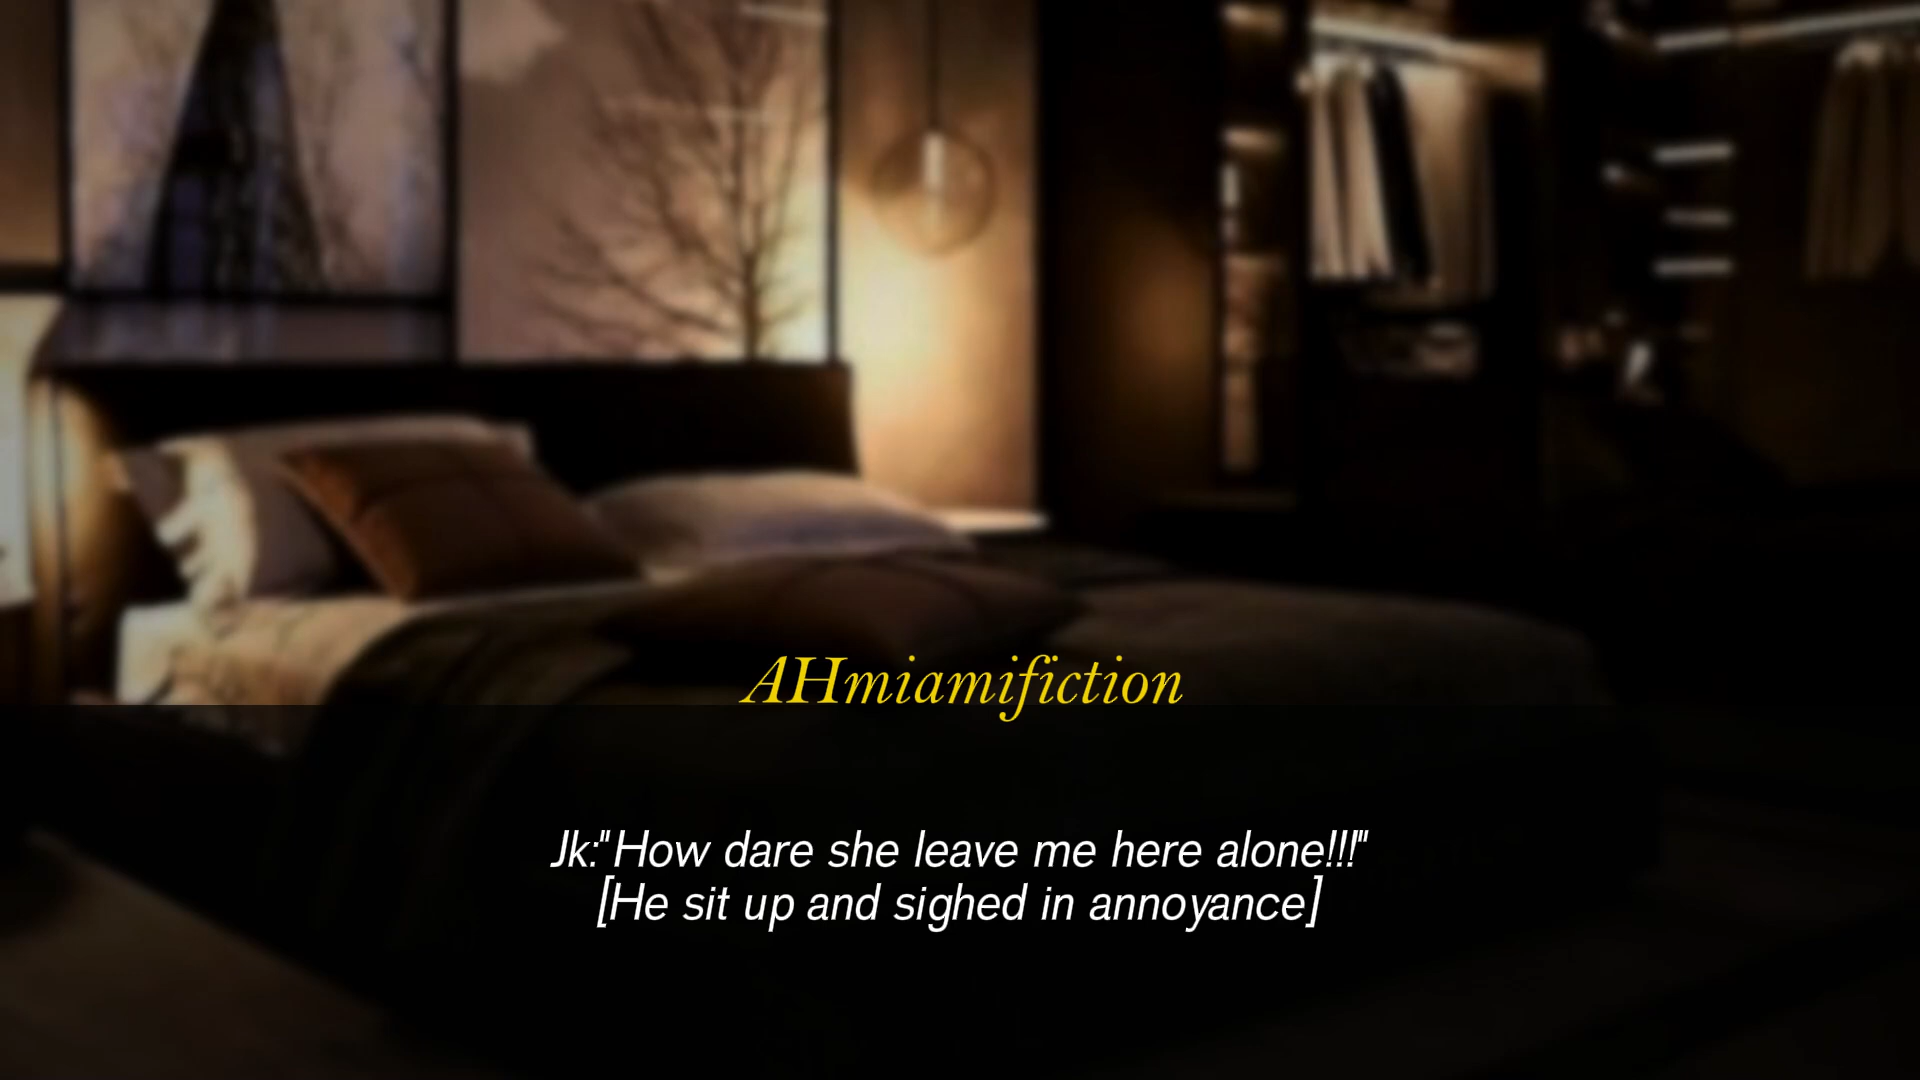 AHmiamifiction
Jk:"How dare she leave me here alone!!!"
[He sit up and sighed in annoyance]